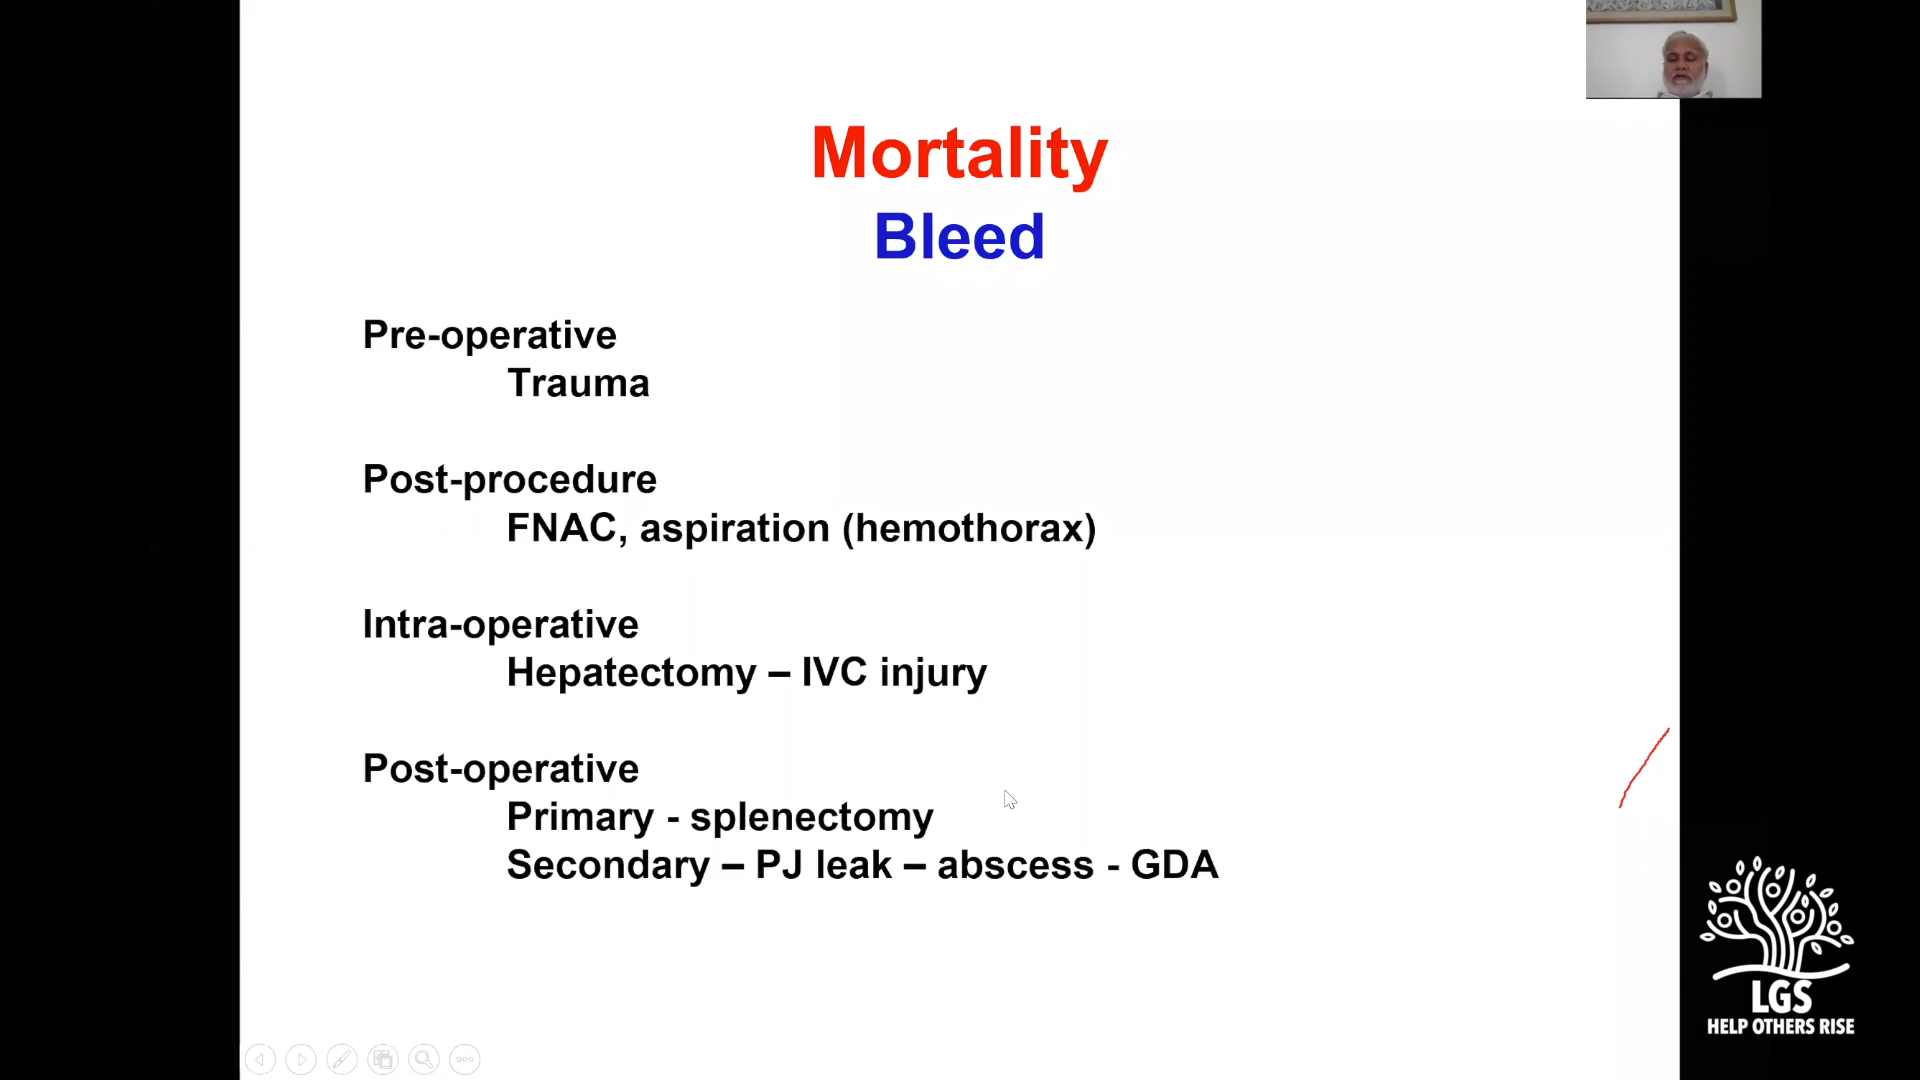 Mortality
Bleed
Pre-operative
Trauma
Post-procedure
FNAC, aspiration (hemothorax)
Intra-operative
Hepatectomy – IVC injury
Post-operative
Primary - splenectomy
Secondary – PJ leak – abscess - GDA
LGS
HELP OTHERS RISE